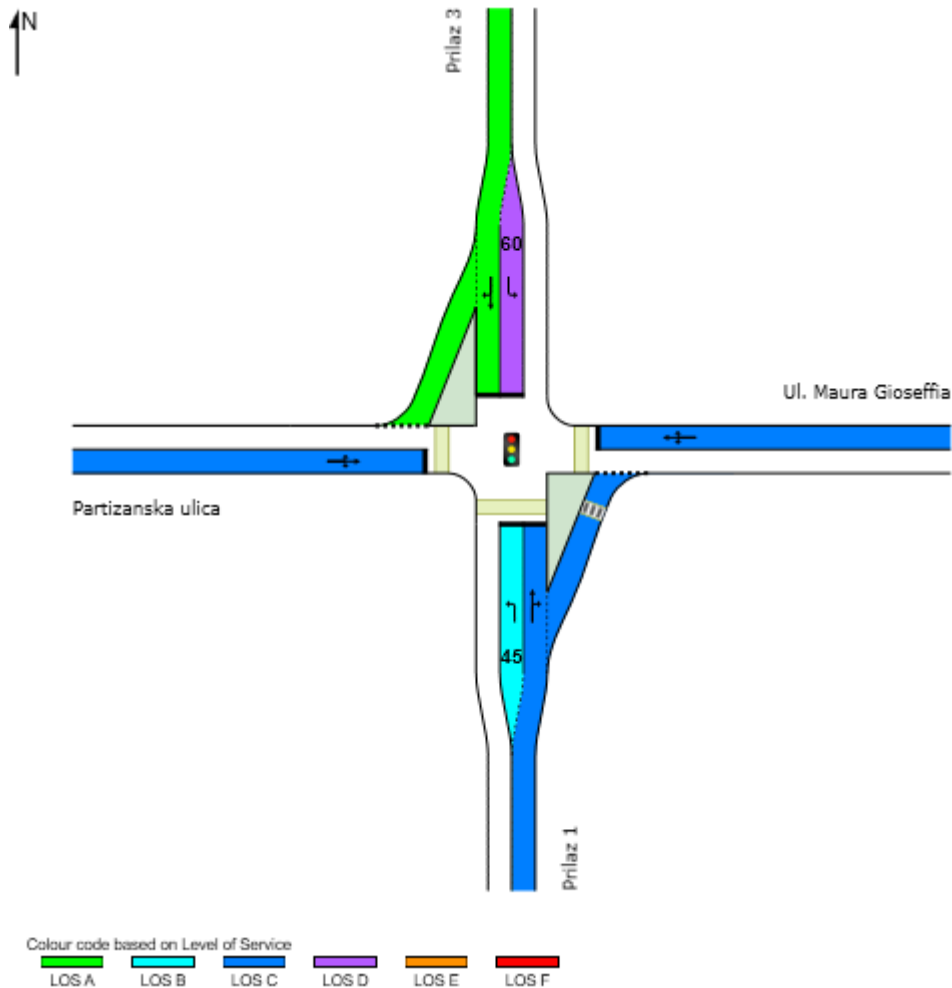 N
Prilaz 3
60
Ul. Maura Gioseffia
Partizanska ulica
45
Prilaz 1
Colour code based on Level of Service
LOS A LOS B LOS C LOS D LOS E LOS F